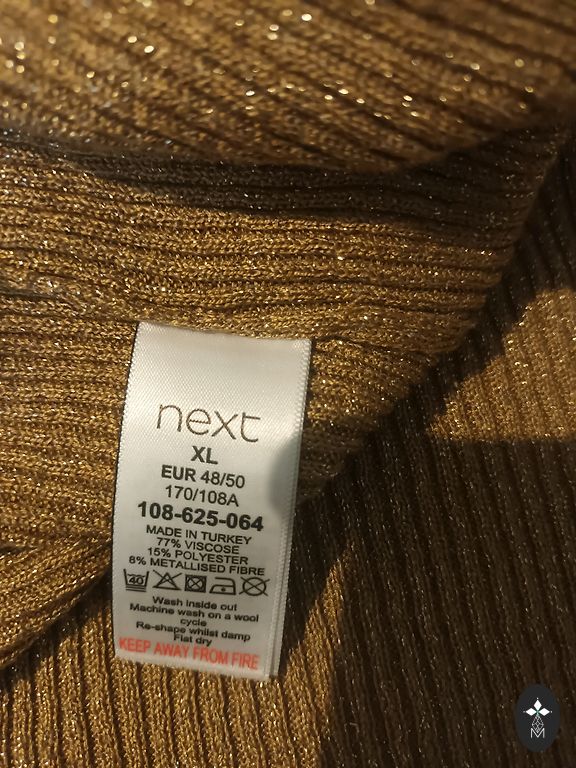 next
XL
EUR 48/50
170/108A
108-625-064
MADE IN TURKEY
77% VISCOSE
15% POLYESTER
8% METALLISED FIBRE
40
Wash inside out
Machine wash on a wool
cycle
Re-shape whilst damp
Flat dry
KEEP AWAY FROM FIRE